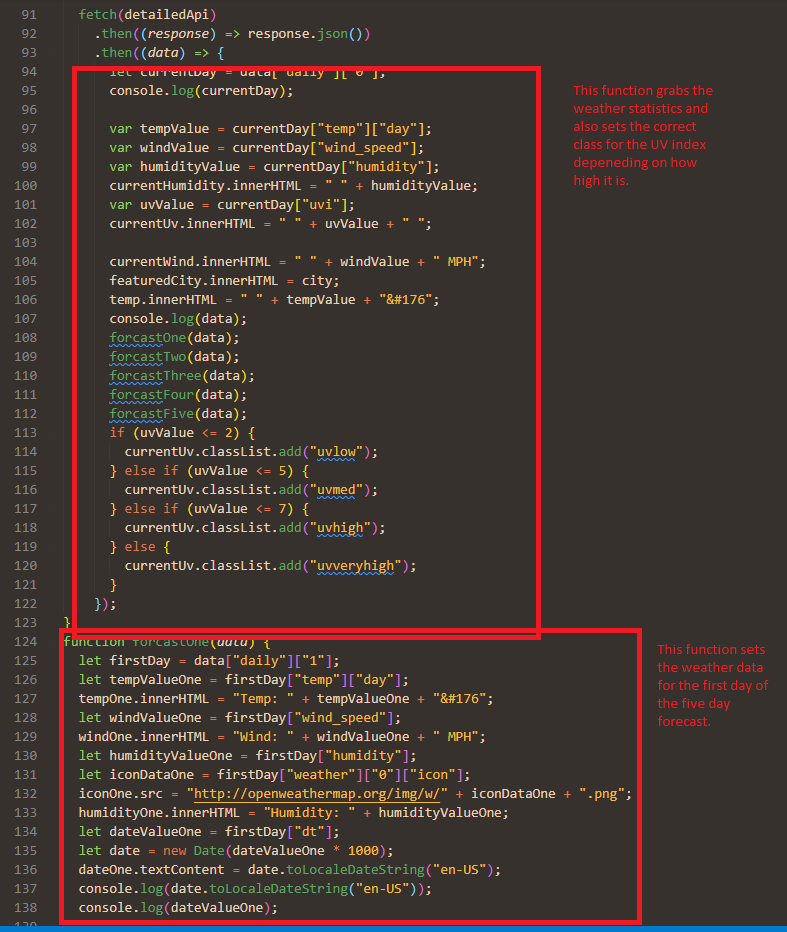 91 fetch(detailedApi)
92 .then((response) => response.json())
93 .then((data) => {
94 let currentDay = data["daily"]["0"];
95 console.log(currentDay);
96
97 var tempValue = currentDay["temp"]["day"];
98 var windValue = currentDay["wind_speed"];
99 var humidityValue = currentDay["humidity"];
100 currentHumidity.innerHTML = " " + humidityValue;
101 var uvValue = currentDay["uvi"];
102 currentUv.innerHTML = " " + uvValue + " ";
103
104 currentWind.innerHTML = " " + windValue + " MPH";
105 featuredCity.innerHTML = city;
106 temp.innerHTML = " " + tempValue + "&#176";
107 console.log(data);
108 forcastOne(data);
109 forcastTwo(data);
110 forcastThree(data);
111 forcastFour(data);
112 forcastFive(data);
113 if (uvValue <= 2) {
114 currentUv.classList.add("uvlow");
115 } else if (uvValue <= 5) {
116 currentUv.classList.add("uvmed");
117 } else if (uvValue <= 7) {
118 currentUv.classList.add("uvhigh");
119 } else {
120 currentUv.classList.add("uvveryhigh");
121 }
122 });
123 }
124 function forcastOne(data) {
125 let firstDay = data["daily"]["1"];
126 let tempValueOne = firstDay["temp"]["day"];
127 tempOne.innerHTML = "Temp: " + tempValueOne + "&#176";
128 let windValueOne = firstDay["wind_speed"];
129 windOne.innerHTML = "Wind: " + windValueOne + " MPH";
130 let humidityValueOne = firstDay["humidity"];
131 let iconDataOne = firstDay["weather"]["0"]["icon"];
132 iconOne.src = "http://openweathermap.org/img/w/" + iconDataOne + ".png";
133 humidityOne.innerHTML = "Humidity: " + humidityValueOne;
134 let dateValueOne = firstDay["dt"];
135 let date = new Date(dateValueOne * 1000);
136 dateOne.textContent = date.toLocaleDateString("en-US");
137 console.log(date.toLocaleDateString("en-US"));
138 console.log(dateValueOne);
This function grabs the
weather statistics and
also sets the correct
class for the UV index
depeneding on how
high it is.
This function sets
the weather data
for the first day of
the five day
forecast.